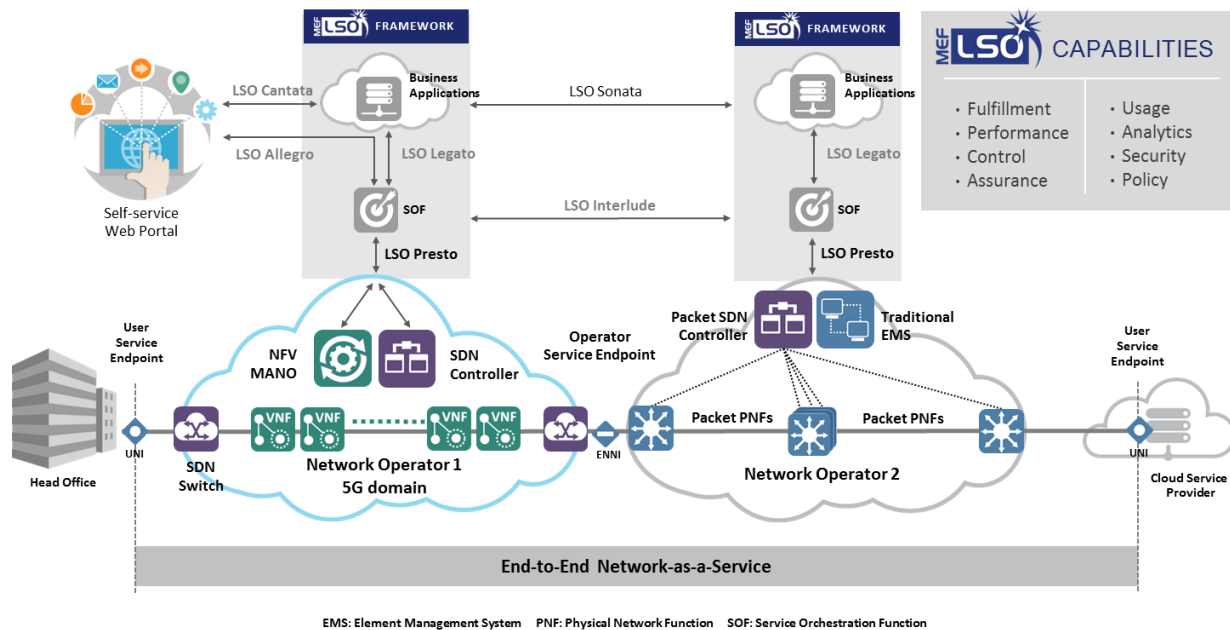 MEF LSO FRAMEWORK
MEF LSO FRAMEWORK
MEF LSO CAPABILITIES
• Fulfillment
• Performance
• Control
• Assurance
• Usage
• Analytics
• Security
• Policy
Business
Applications
Business
Applications
LSO Cantata
LSO Sonata
LSO Allegro
LSO Legato
LSO Legato
Self-service
Web Portal
SOF
SOF
LSO Interlude
LSO Presto
LSO Presto
User
Service
Endpoint
NFV
MANO
SDN
Controller
Operator
Service Endpoint
Packet SDN
Controller
Traditional
EMS
User
Service
Endpoint
VNF
VNF
VNF
VNF
Packet PNFs
Packet PNFs
UNI
ENNI
UNI
SDN
Switch
Network Operator 1
5G domain
Network Operator 2
Head Office
Cloud Service
Provider
End-to-End Network-as-a-Service
EMS: Element Management System PNF: Physical Network Function SOF: Service Orchestration Function